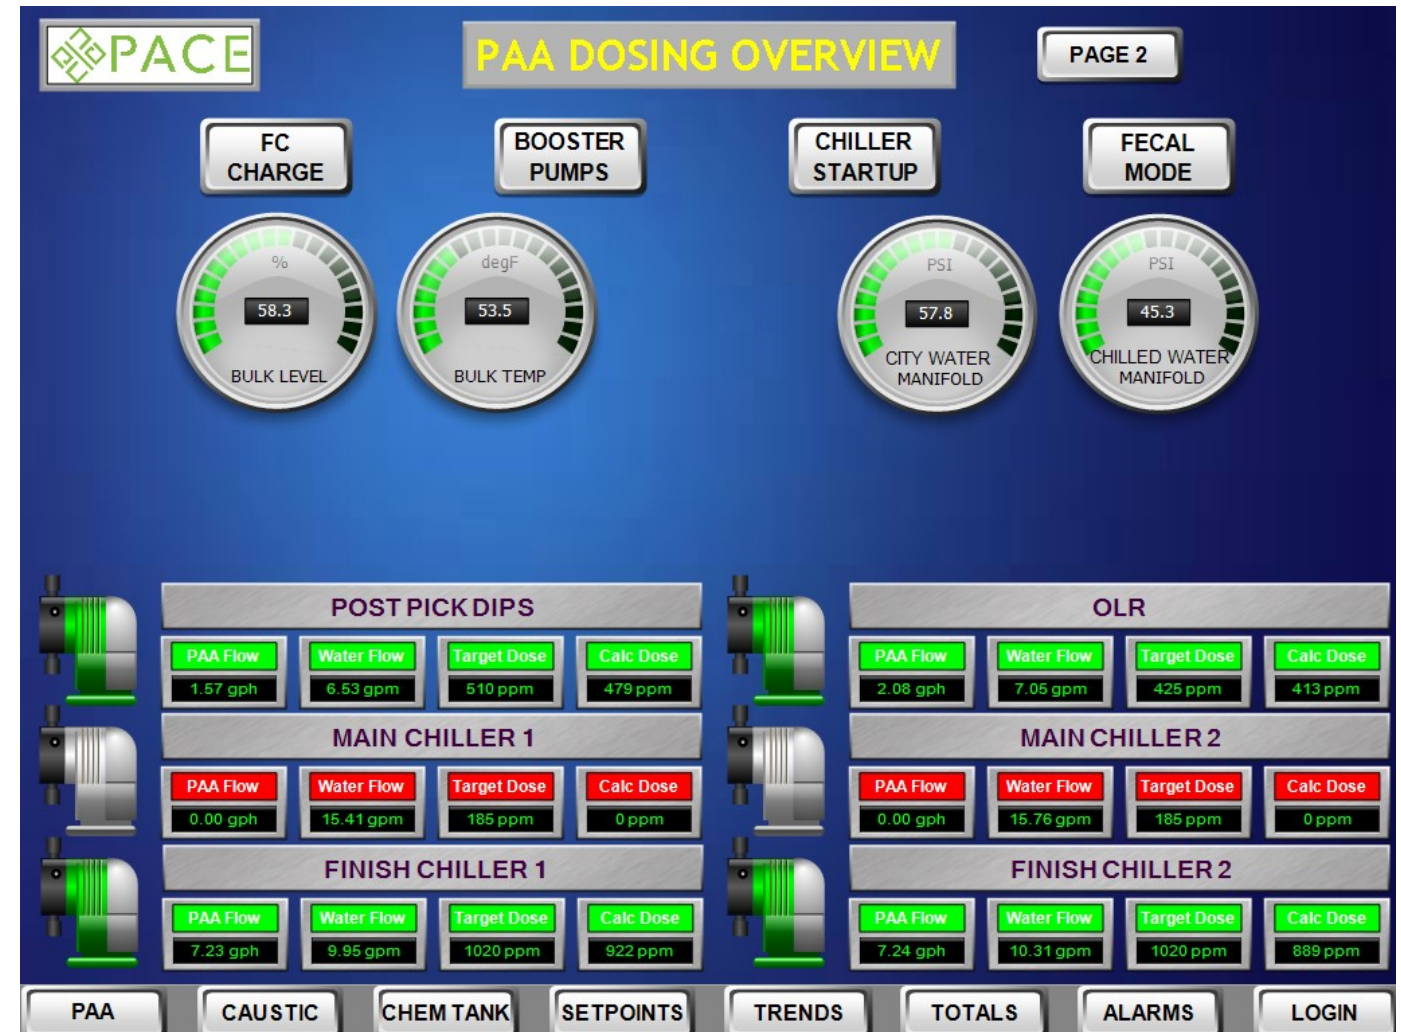 PACE
PAA DOSING OVERVIEW
PAGE 2
FC
CHARGE
BOOSTER
PUMPS
CHILLER
STARTUP
FECAL
MODE
%
58.3
BULK LEVEL
degF
53.5
BULK TEMP
PSI
57.8
CITY WATER
MANIFOLD
PSI
45.3
CHILLED WATER
MANIFOLD
POST PICK DIPS
PAA Flow Water Flow Target Dose Calc Dose
1.57 gph 6.53 gpm 510 ppm 479 ppm
OLR
PAA Flow Water Flow Target Dose Calc Dose
2.08 gph 7.05 gpm 425 ppm 413 ppm
MAIN CHILLER 1
PAA Flow Water Flow Target Dose Calc Dose
0.00 gph 15.41 gpm 185 ppm 0 ppm
MAIN CHILLER 2
PAA Flow Water Flow Target Dose Calc Dose
0.00 gph 15.76 gpm 185 ppm 0 ppm
FINISH CHILLER 1
PAA Flow Water Flow Target Dose Calc Dose
7.23 gph 9.95 gpm 1020 ppm 922 ppm
FINISH CHILLER 2
PAA Flow Water Flow Target Dose Calc Dose
7.24 gph 10.31 gpm 1020 ppm 889 ppm
PAA CAUSTIC CHEM TANK SETPOINTS TRENDS TOTALS ALARMS LOGIN